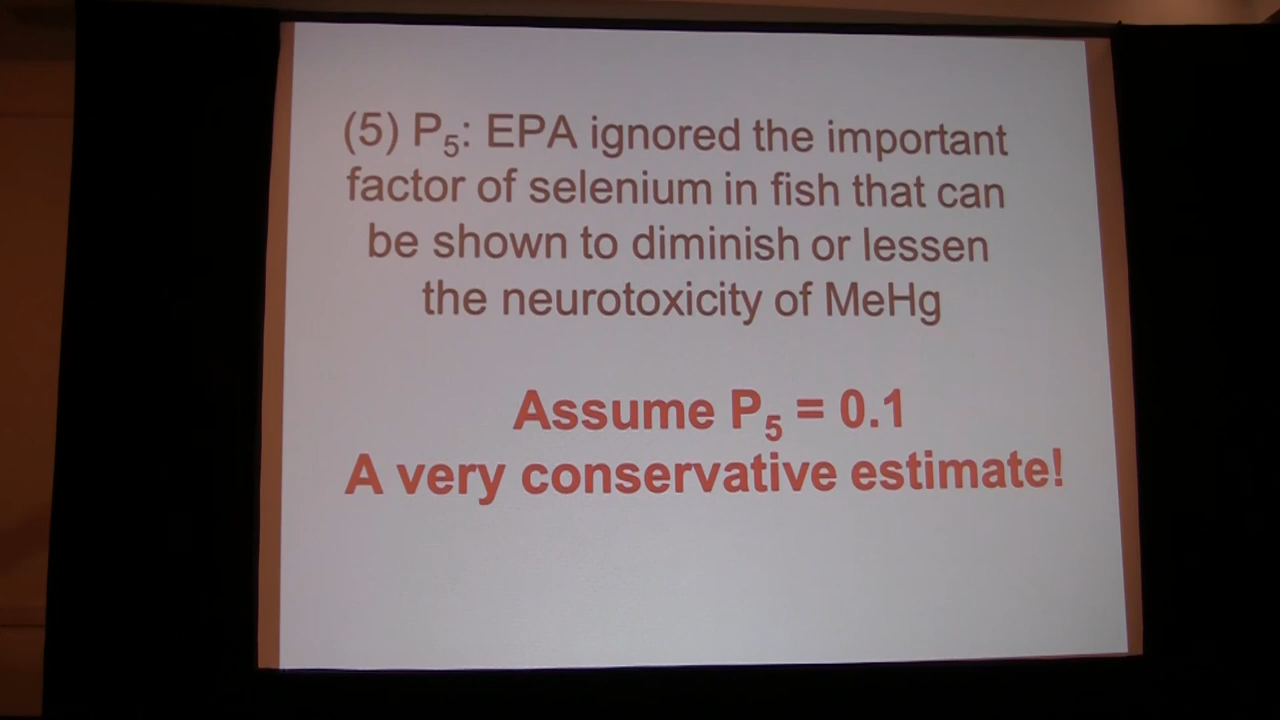 (5) P₅: EPA ignored the important
factor of selenium in fish that can
be shown to diminish or lessen
the neurotoxicity of MeHg
Assume P₅ = 0.1
A very conservative estimate!